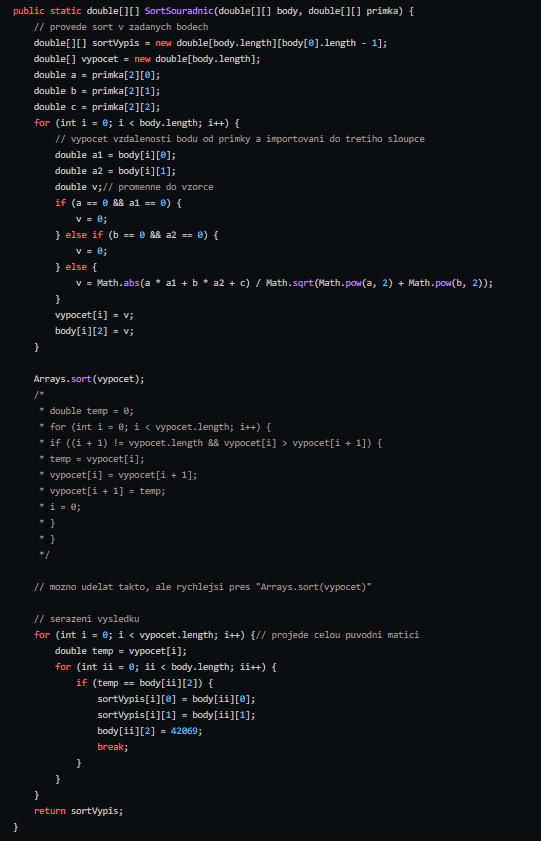 public static double[][] SortSouradnic(double[][] body, double[][] primka) {
    // provede sort v zadanych bodech
    double[][] sortVypis = new double[body.length][body[0].length - 1];
    double[] vypocet = new double[body.length];
    double a = primka[2][0];
    double b = primka[2][1];
    double c = primka[2][2];
    for (int i = 0; i < body.length; i++) {
        // vypocet vzdalenosti bodu od primky a importovani do tretiho sloupce
        double a1 = body[i][0];
        double a2 = body[i][1];
        double v;// promenne do vzorce
        if (a == 0 && a1 == 0) {
            v = 0;
        } else if (b == 0 && a2 == 0) {
            v = 0;
        } else {
            v = Math.abs(a * a1 + b * a2 + c) / Math.sqrt(Math.pow(a, 2) + Math.pow(b, 2));
        }
        vypocet[i] = v;
        body[i][2] = v;
    }

    Arrays.sort(vypocet);
    /*
     * double temp = 0;
     * for (int i = 0; i < vypocet.length; i++) {
     * if ((i + 1) != vypocet.length && vypocet[i] > vypocet[i + 1]) {
     * temp = vypocet[i];
     * vypocet[i] = vypocet[i + 1];
     * vypocet[i + 1] = temp;
     * i = 0;
     * }
     * }
     */

    // mozno udelat takto, ale rychlejsi pres "Arrays.sort(vypocet)"

    // serazeni vysledku
    for (int i = 0; i < vypocet.length; i++) {// projede celou puvodni matici
        double temp = vypocet[i];
        for (int ii = 0; ii < body.length; ii++) {
            if (temp == body[ii][2]) {
                sortVypis[i][0] = body[ii][0];
                sortVypis[i][1] = body[ii][1];
                body[ii][2] = 42069;
                break;
            }
        }
    }
    return sortVypis;
}